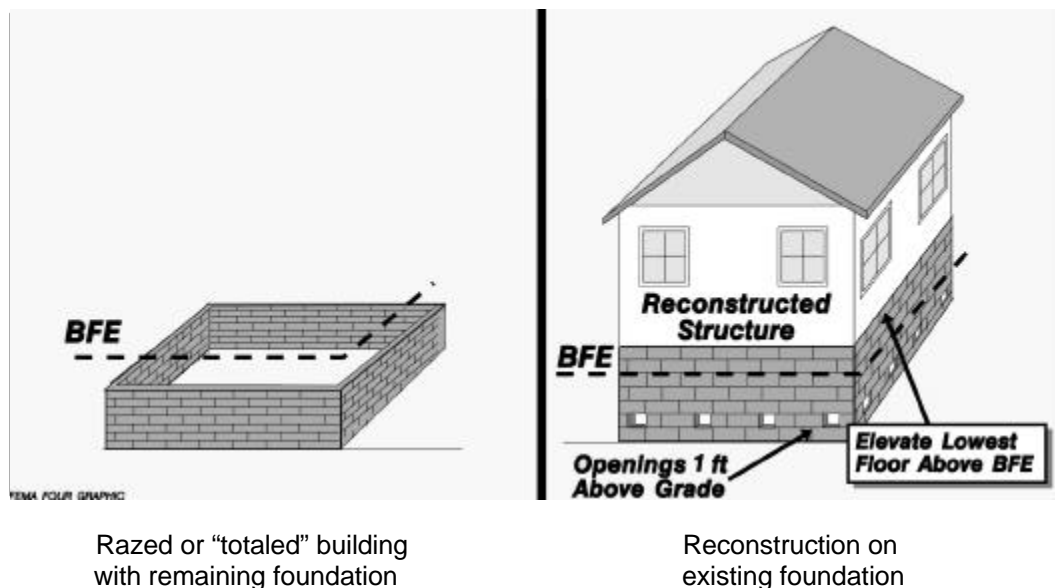 BFE
FEMA FOUR GRAPHIC
Razed or “totaled” building
with remaining foundation
Reconstructed
Structure
BFE
Openings 1 ft
Above Grade
Elevate Lowest
Floor Above BFE
Reconstruction on
existing foundation